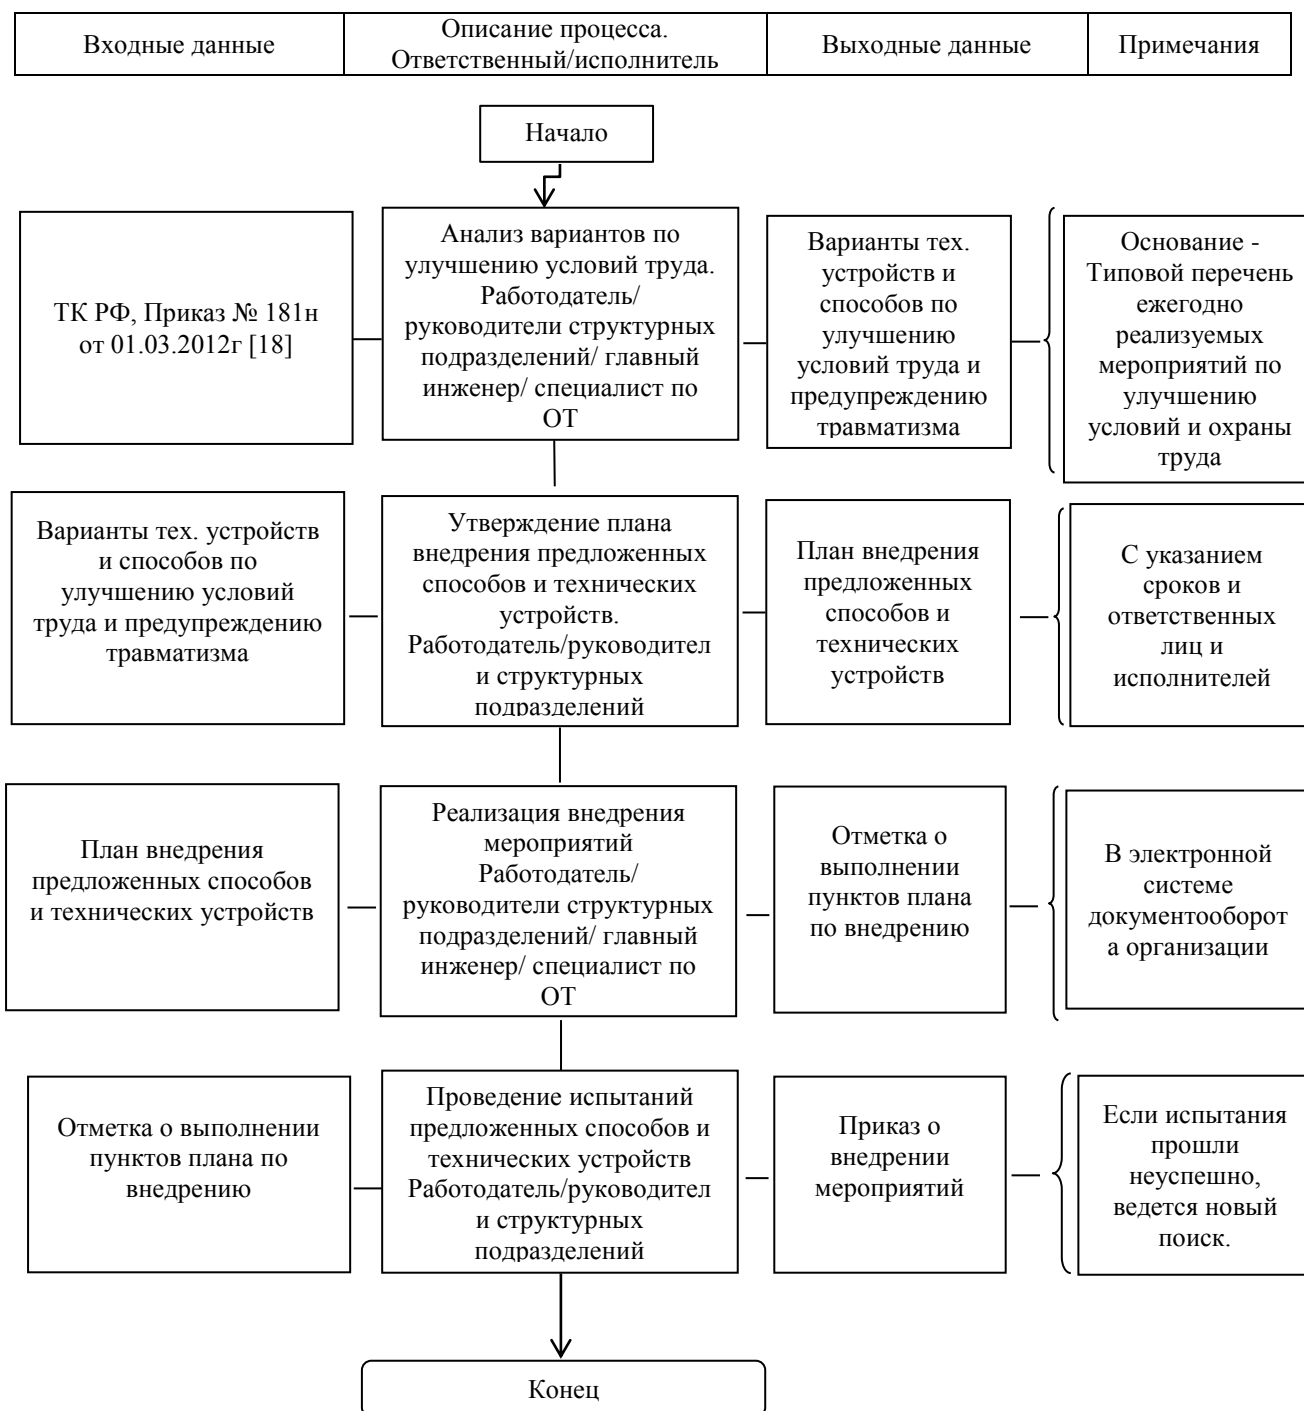 Входные данные
Описание процесса.
Ответственный/исполнитель
Выходные данные
Примечания
Начало
ТК РФ, Приказ № 181н
от 01.03.2012г [18]
Анализ вариантов по
улучшению условий труда.
Работодатель/
руководители структурных
подразделений/ главный
инженер/ специалист по
ОТ
Варианты тех.
устройств и
способов по
улучшению
условий труда и
предупреждению
травматизма
Основание -
Типовой перечень
ежегодно
реализуемых
мероприятий по
улучшению
условий и охраны
труда
Варианты тех. устройств
и способов по
улучшению условий
труда и предупреждению
травматизма
Утверждение плана
внедрения предложенных
способов и технических
устройств.
Работодатель/руководител
и структурных
подразделений
План внедрения
предложенных
способов и
технических
устройств
С указанием
сроков и
ответственных
лиц и
исполнителей
План внедрения
предложенных способов
и технических устройств
Реализация внедрения
мероприятий
Работодатель/
руководители структурных
подразделений/ главный
инженер/ специалист по
ОТ
Отметка о
выполнении
пунктов плана
по внедрению
В электронной
системе
документооборот
а организации
Отметка о выполнении
пунктов плана по
внедрению
Проведение испытаний
предложенных способов и
технических устройств
Работодатель/руководител
и структурных
подразделений
Приказ о
внедрении
мероприятий
Если испытания
прошли
неуспешно,
ведется новый
поиск.
Конец